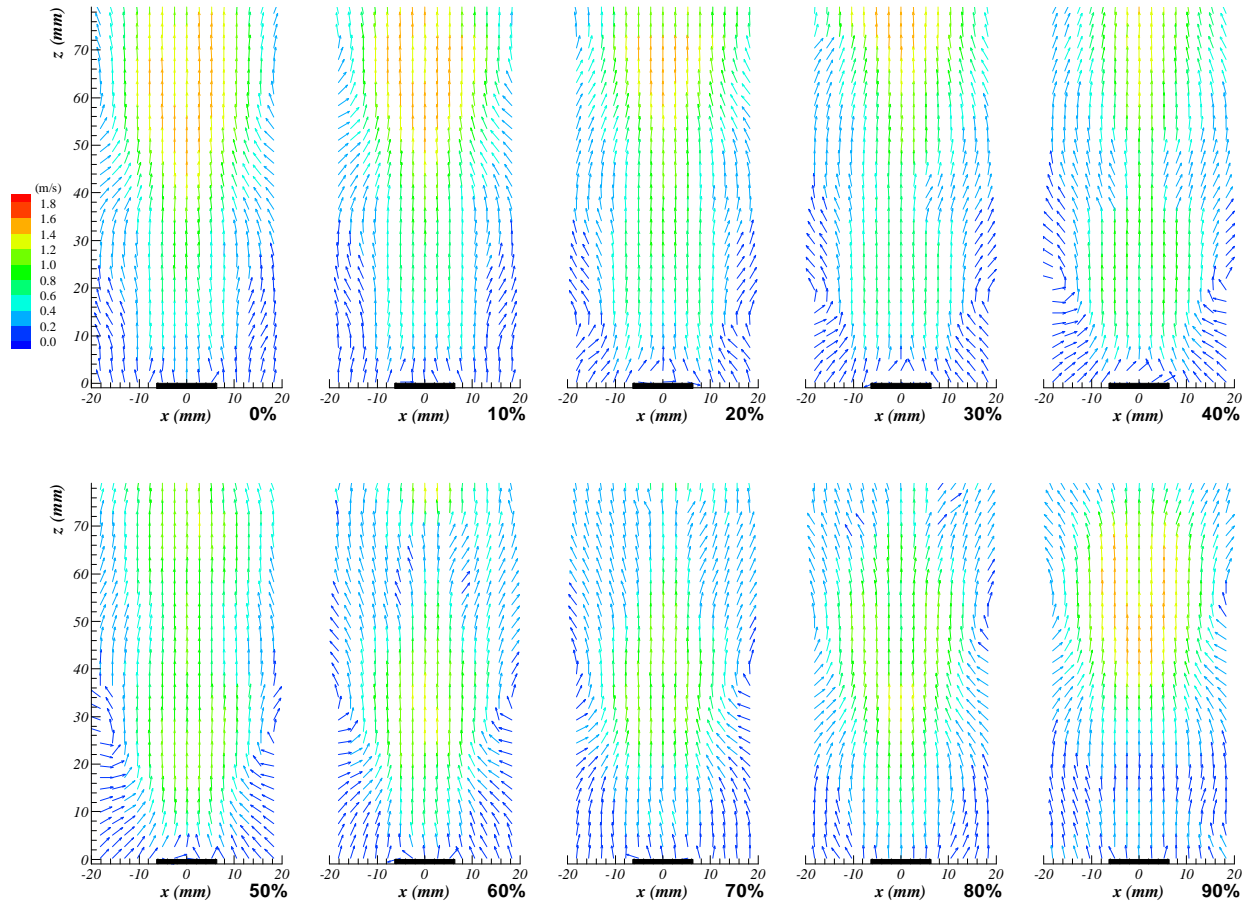 z (mm)
70
60
50
40
30
20
10
0
(m/s)
1.8
1.6
1.4
1.2
1.0
0.8
0.6
0.4
0.2
0.0
-20 -10 0 10 20
x (mm) 0%
-20 -10 0 10 20
x (mm) 10%
-20 -10 0 10 20
x (mm) 20%
-20 -10 0 10 20
x (mm) 30%
-20 -10 0 10 20
x (mm) 40%
z (mm)
70
60
50
40
30
20
10
0
-20 -10 0 10 20
x (mm) 50%
-20 -10 0 10 20
x (mm) 60%
-20 -10 0 10 20
x (mm) 70%
-20 -10 0 10 20
x (mm) 80%
-20 -10 0 10 20
x (mm) 90%